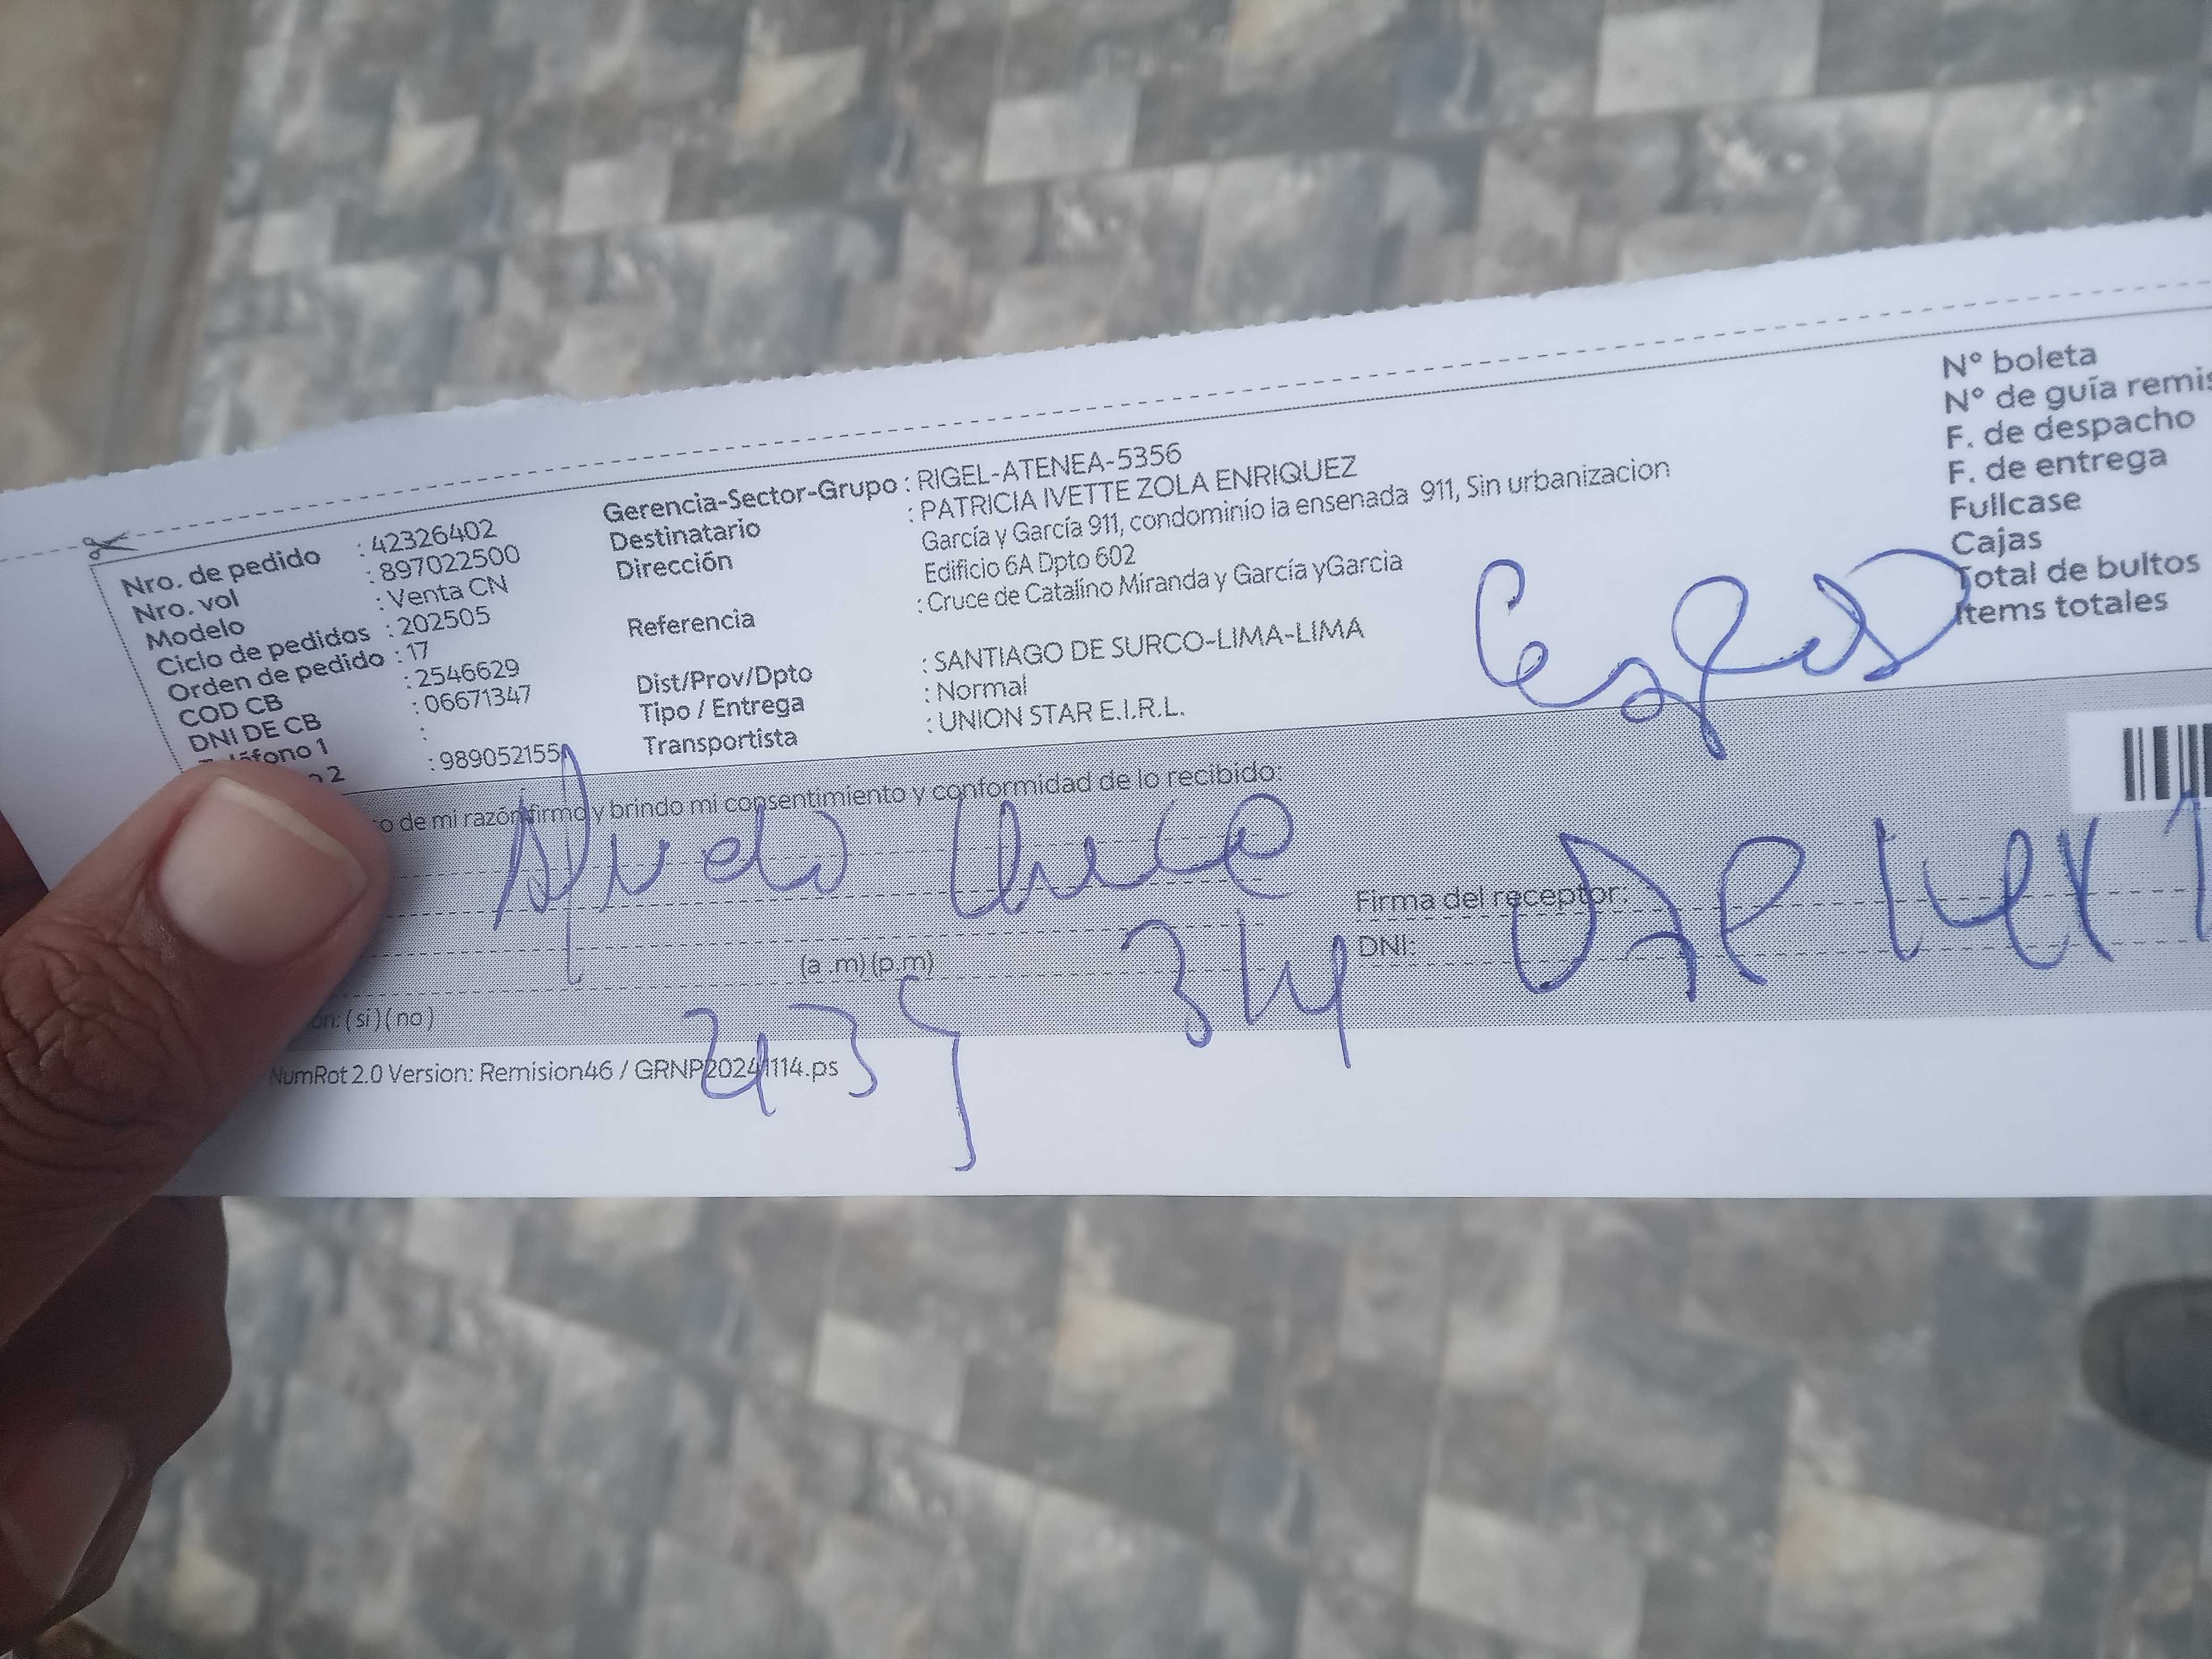 Nro. de pedido : 42326402
Nro. vol : 897022500
Modelo : Venta CN
Ciclo de pedidos : 202505
Orden de pedido : 17
COD CB : 2546629
DNI DE CB : 06671347
Teléfono 1 :
2 : 989052155
Gerencia-Sector-Grupo : RIGEL-ATENEA-5356
Destinatario : PATRICIA IVETTE ZOLA ENRIQUEZ
Dirección García y García 911, condominio la ensenada 911, Sin urbanizacion
Edificio 6A Dpto 602
Referencia : Cruce de Catalino Miranda y García yGarcia
Dist/Prov/Dpto : SANTIAGO DE SURCO-LIMA-LIMA
Tipo / Entrega : Normal
Transportista : UNION STAR E.I.R.L.
N° boleta
N° de guía remis
F. de despacho
F. de entrega
Fullcase
Cajas
Total de bultos
Items totales
o de mi razón firmo y brindo mi consentimiento y conformidad de lo recibido:
Firma del receptor:
(a .m) (p.m)
DNI:
ón: ( si ) ( no )
NumRot 2.0 Version: Remision46 / GRNP20241114.ps